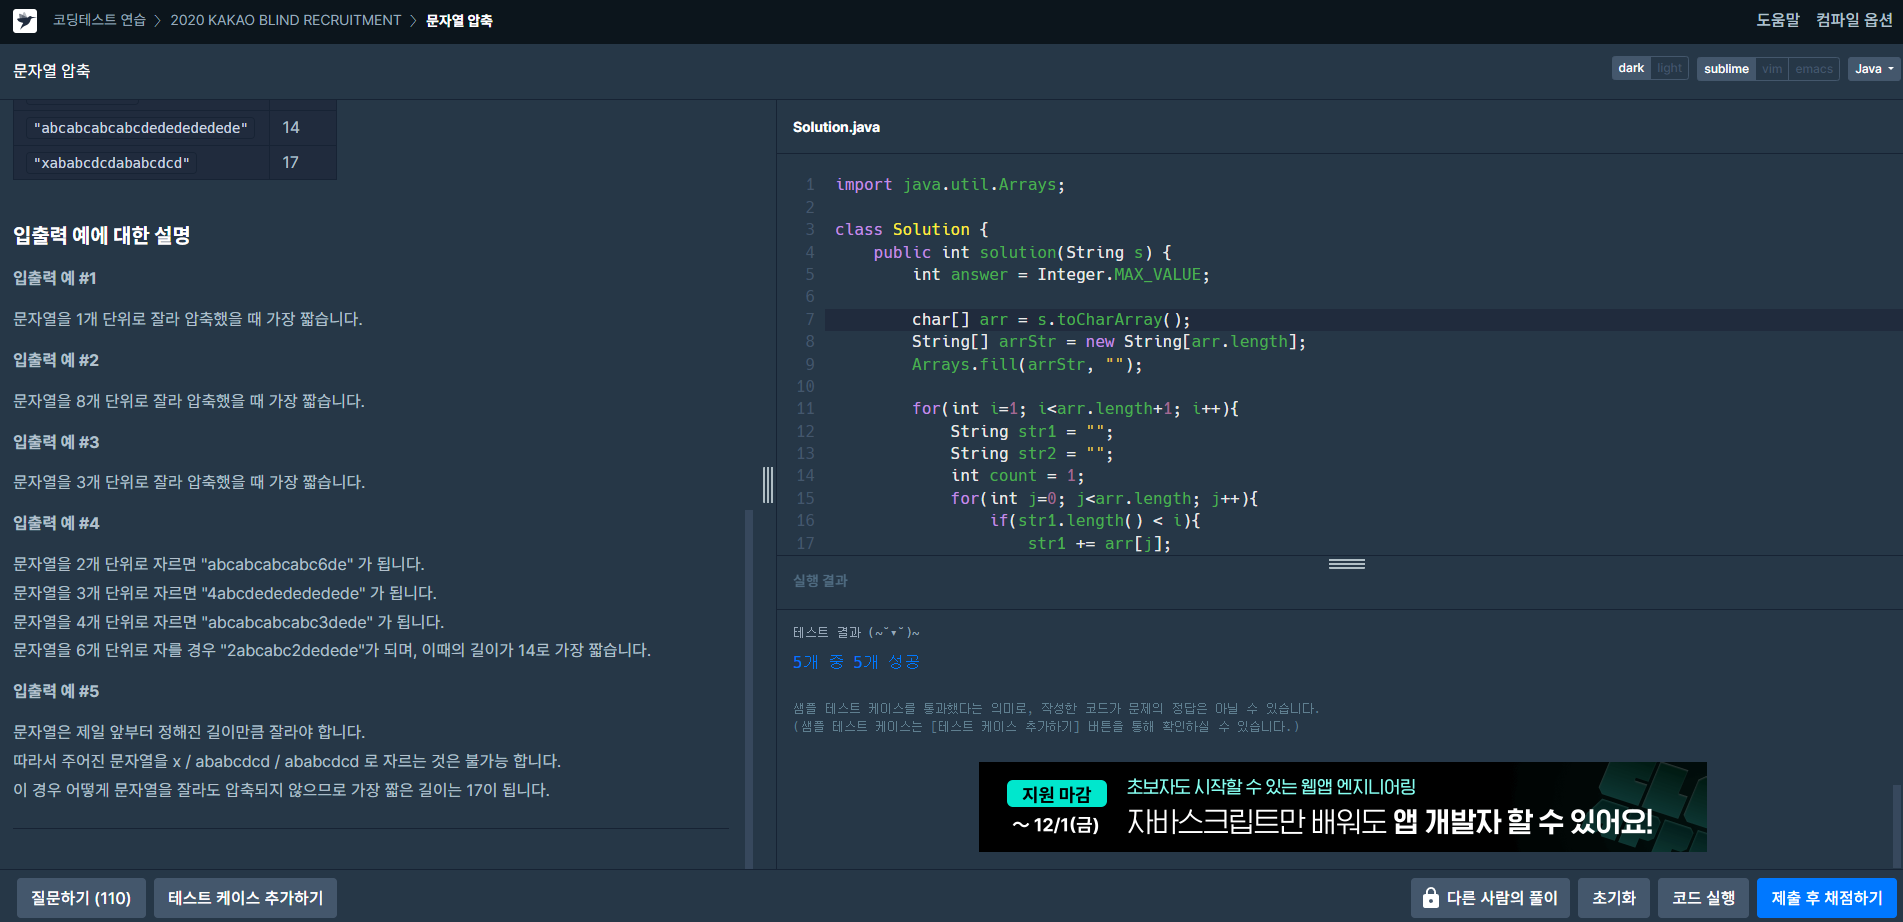 코딩테스트 연습 > 2020 KAKAO BLIND RECRUITMENT > 문자열 압축
도움말 컴파일 옵션
문자열 압축
dark light sublime vim emacs Java
"abcabcabcabcdededededede" 14
"xababcdcdababcdcd" 17
입출력 예에 대한 설명
입출력 예 #1
문자열을 1개 단위로 잘라 압축했을 때 가장 짧습니다.
입출력 예 #2
문자열을 8개 단위로 잘라 압축했을 때 가장 짧습니다.
입출력 예 #3
문자열을 3개 단위로 잘라 압축했을 때 가장 짧습니다.
입출력 예 #4
문자열을 2개 단위로 자르면 "abcabcabcabc6de" 가 됩니다.
문자열을 3개 단위로 자르면 "4abcdededededede" 가 됩니다.
문자열을 4개 단위로 자르면 "abcabcabcabc3dede" 가 됩니다.
문자열을 6개 단위로 자를 경우 "2abcabc2dedede"가 되며, 이때의 길이가 14로 가장 짧습니다.
입출력 예 #5
문자열은 제일 앞부터 정해진 길이만큼 잘라야 합니다.
따라서 주어진 문자열을 x / ababcdcd / ababcdcd 로 자르는 것은 불가능 합니다.
이 경우 어떻게 문자열을 잘라도 압축되지 않으므로 가장 짧은 길이는 17이 됩니다.
Solution.java
1 import java.util.Arrays;
2
3 class Solution {
4     public int solution(String s) {
5         int answer = Integer.MAX_VALUE;
6
7         char[] arr = s.toCharArray();
8         String[] arrStr = new String[arr.length];
9         Arrays.fill(arrStr, "");
10
11         for(int i=1; i<arr.length+1; i++){
12             String str1 = "";
13             String str2 = "";
14             int count = 1;
15             for(int j=0; j<arr.length; j++){
16                 if(str1.length() < i){
17                     str1 += arr[j];
실행 결과
테스트 결과 (~˘▾˘)~
5개 중 5개 성공
샘플 테스트 케이스를 통과했다는 의미로, 작성한 코드가 문제의 정답은 아닐 수 있습니다.
(샘플 테스트 케이스는 [테스트 케이스 추가하기] 버튼을 통해 확인하실 수 있습니다.)
지원 마감
~ 12/1(금)
초보자도 시작할 수 있는 웹앱 엔지니어링
자바스크립트만 배워도 앱 개발자 할 수 있어요!
질문하기 (110) 테스트 케이스 추가하기
다른 사람의 풀이 초기화 코드 실행 제출 후 채점하기